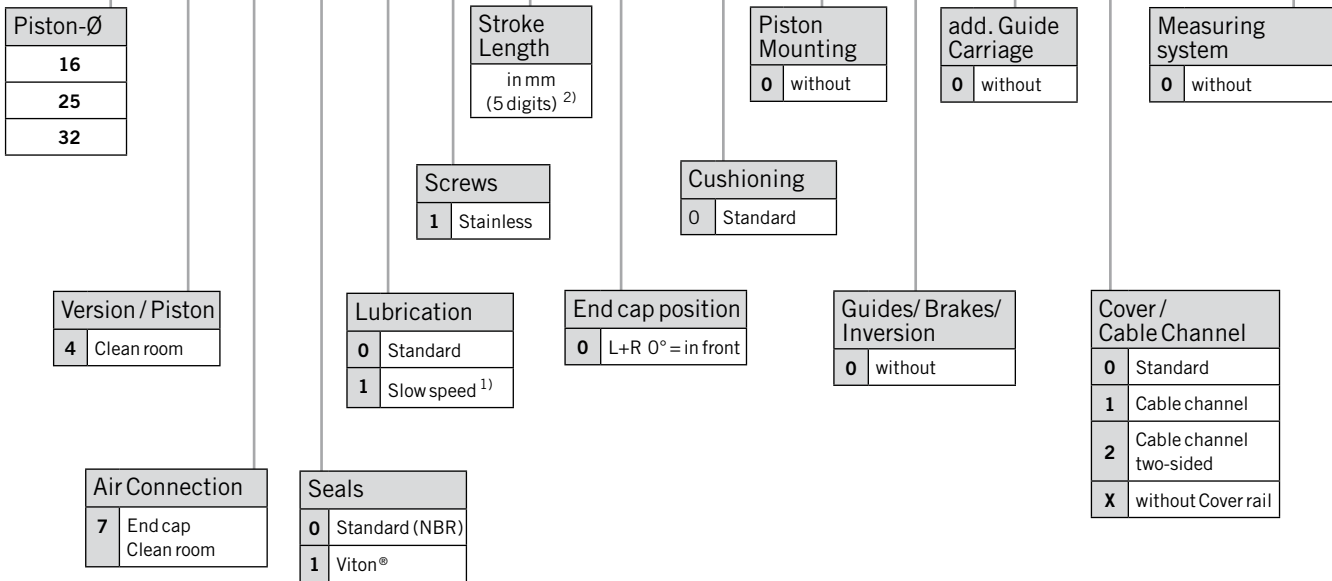 Piston-Ø
16
25
32
Stroke
Length
in mm
(5 digits) 2)
Piston
Mounting
0 without
add. Guide
Carriage
0 without
Measuring
system
0 without
Screws
1 Stainless
Cushioning
0 Standard
Version / Piston
4 Clean room
Lubrication
0 Standard
1 Slow speed 1)
End cap position
0 L+R 0° = in front
Guides/ Brakes/
Inversion
0 without
Cover /
Cable Channel
0 Standard
1 Cable channel
2 Cable channel
two-sided
X without Cover rail
Air Connection
7 End cap
Clean room
Seals
0 Standard (NBR)
1 Viton®